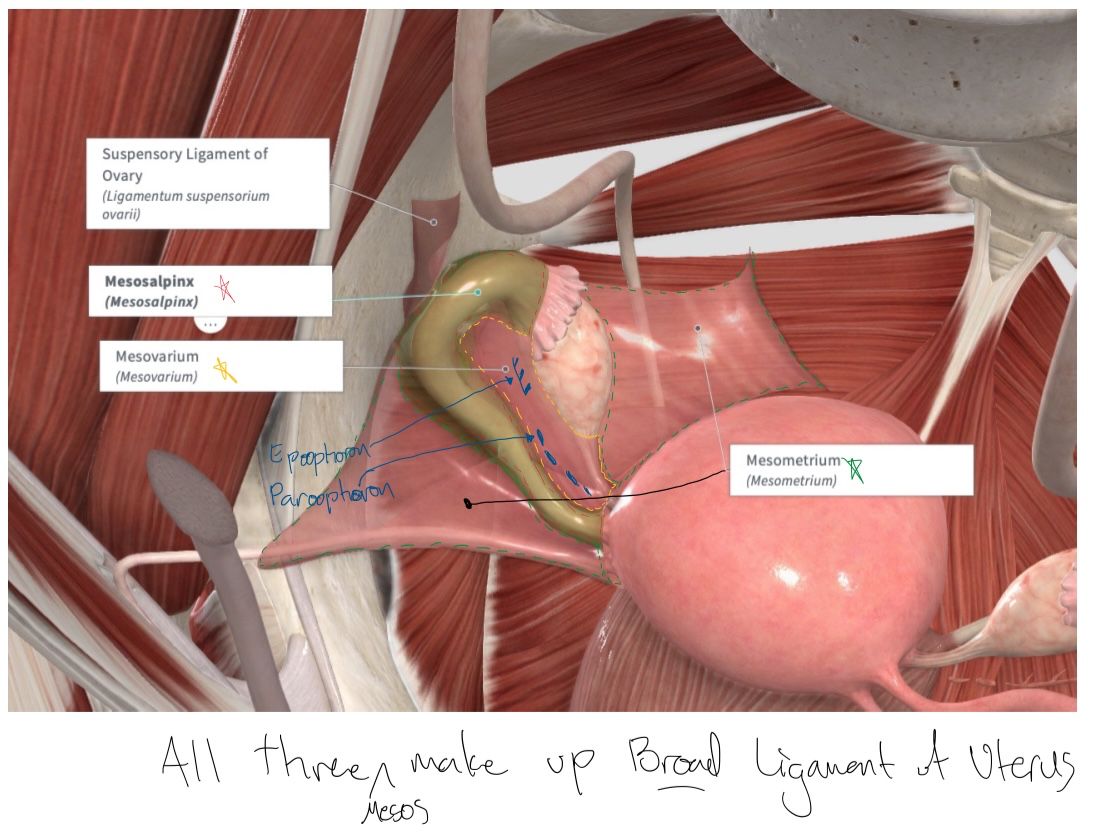 Suspensory Ligament of
Ovary
(Ligamentum suspensorium
ovarii)
Mesosalpinx
(Mesosalpinx)
...
Mesovarium
(Mesovarium)
Epoophoron
Paroophoron
Mesometrium
(Mesometrium)
All three make up Broad Ligament of Uterus
Mesos